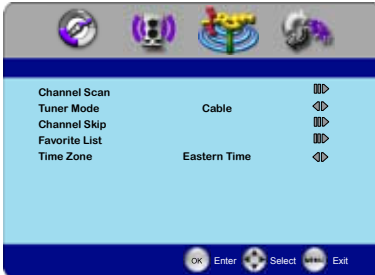 Channel Scan
Tuner Mode Cable
Channel Skip
Favorite List
Time Zone Eastern Time
OK Enter Select MENU Exit